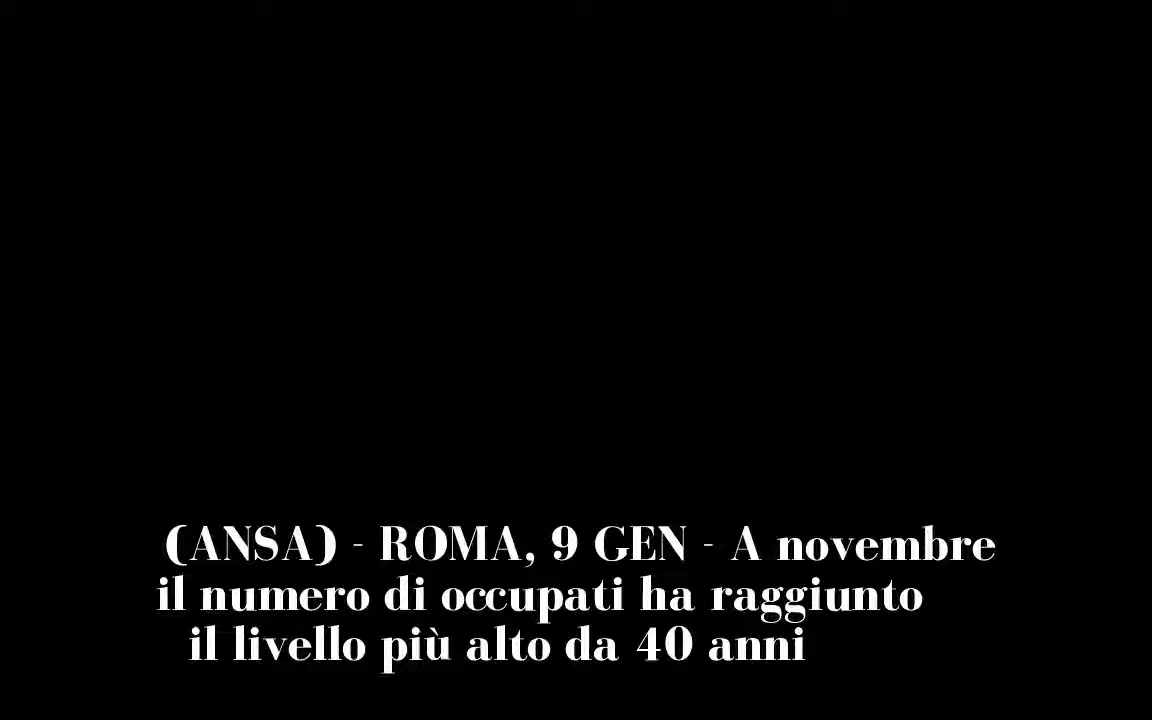 (ANSA) - ROMA, 9 GEN - A novembre
il numero di occupati ha raggiunto
il livello più alto da 40 anni